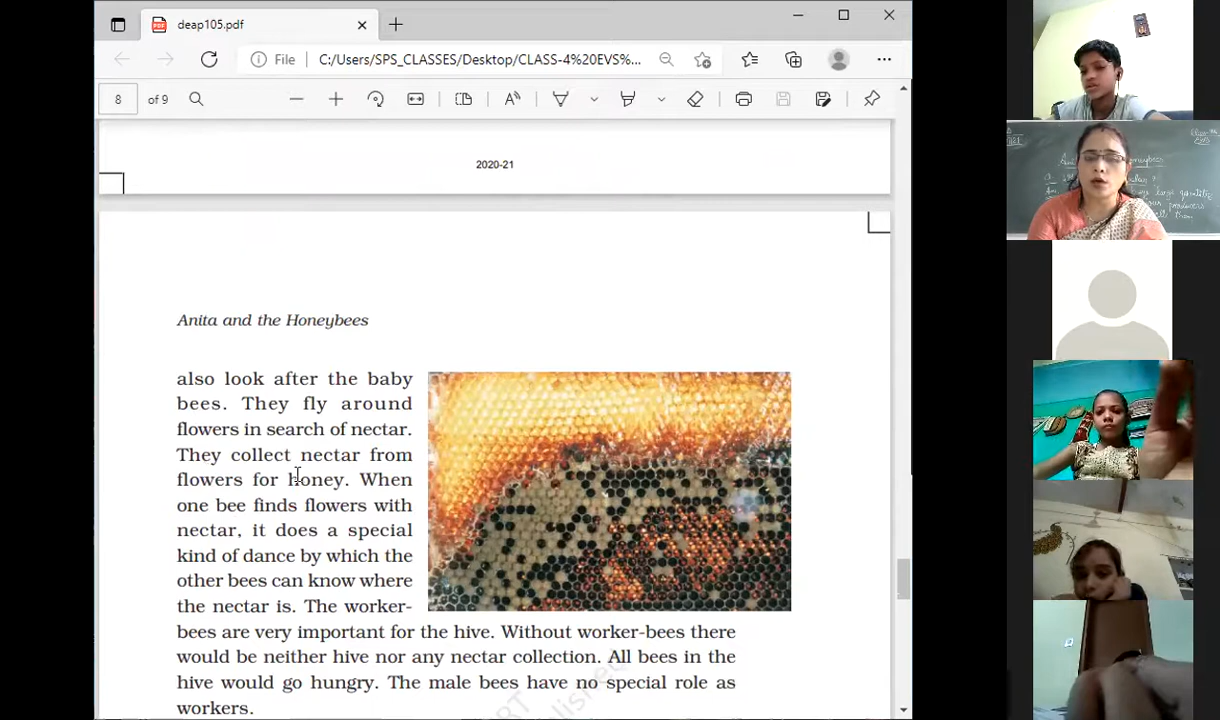 deap105.pdf
File C:/Users/SPS_CLASSES/Desktop/CLASS-4%20EVS%...
8 of 9
2020-21
Anita and the Honeybees
also look after the baby
bees. They fly around
flowers in search of nectar.
They collect nectar from
flowers for honey. When
one bee finds flowers with
nectar, it does a special
kind of dance by which the
other bees can know where
the nectar is. The worker-
bees are very important for the hive. Without worker-bees there
would be neither hive nor any nectar collection. All bees in the
hive would go hungry. The male bees have no special role as
workers.